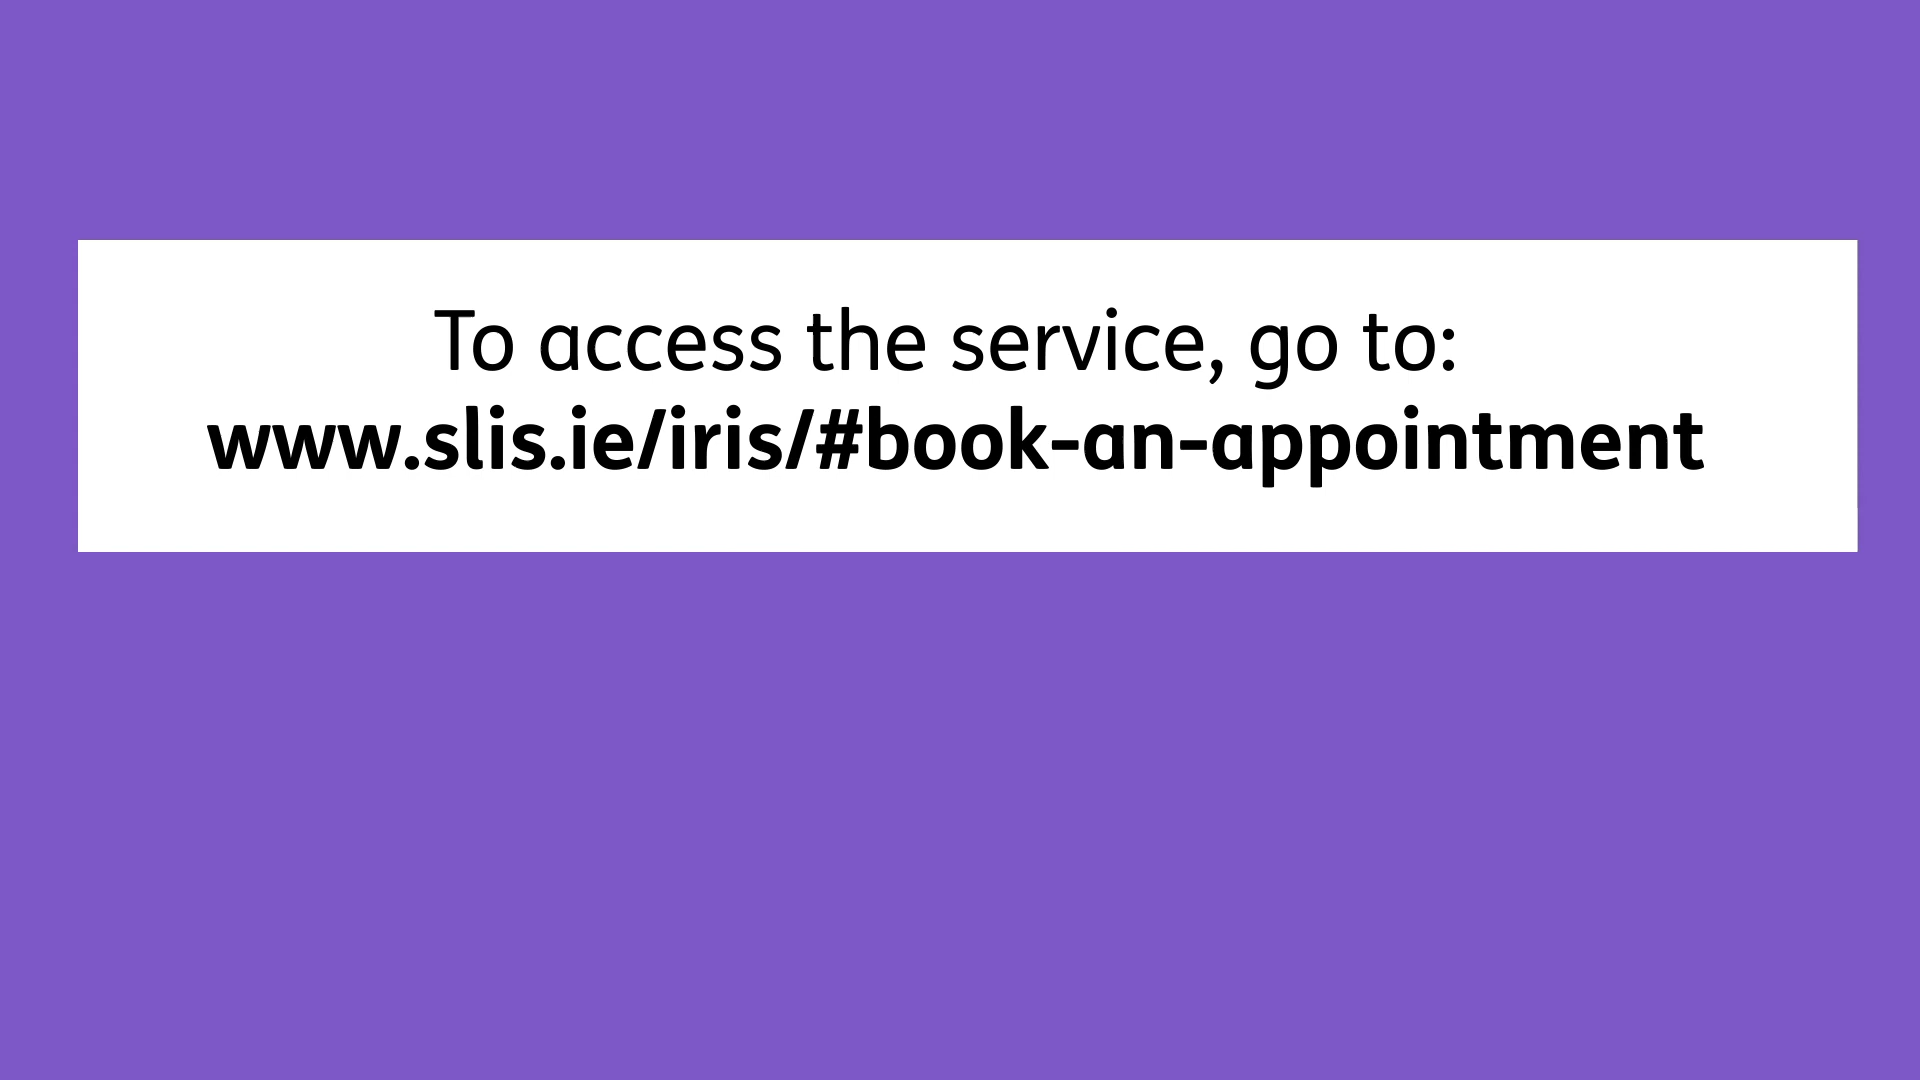 To access the service, go to:
www.slis.ie/iris/#book-an-appointment